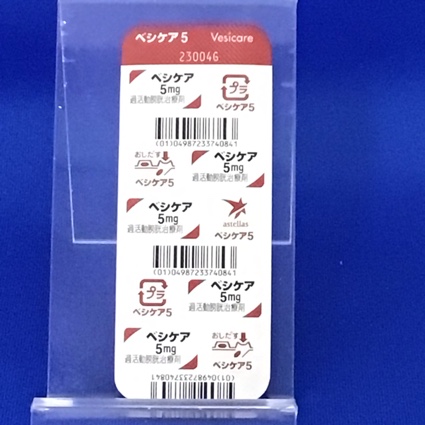 ベシケア5 Vesicare
230046
ベシケア
5mg
過活動膀胱治療剤
プラ
ベシケア5
(01)04987233740841
おしだす
ベシケア5
ベシケア
5mg
過活動膀胱治療剤
ベシケア
5mg
過活動膀胱治療剤
astellas
ベシケア5
(01)04987233740841
プラ
ベシケア5
ベシケア
5mg
過活動膀胱治療剤
ベシケア
5mg
過活動膀胱治療剤
おしだす
ベシケア5
(01)04987233740841